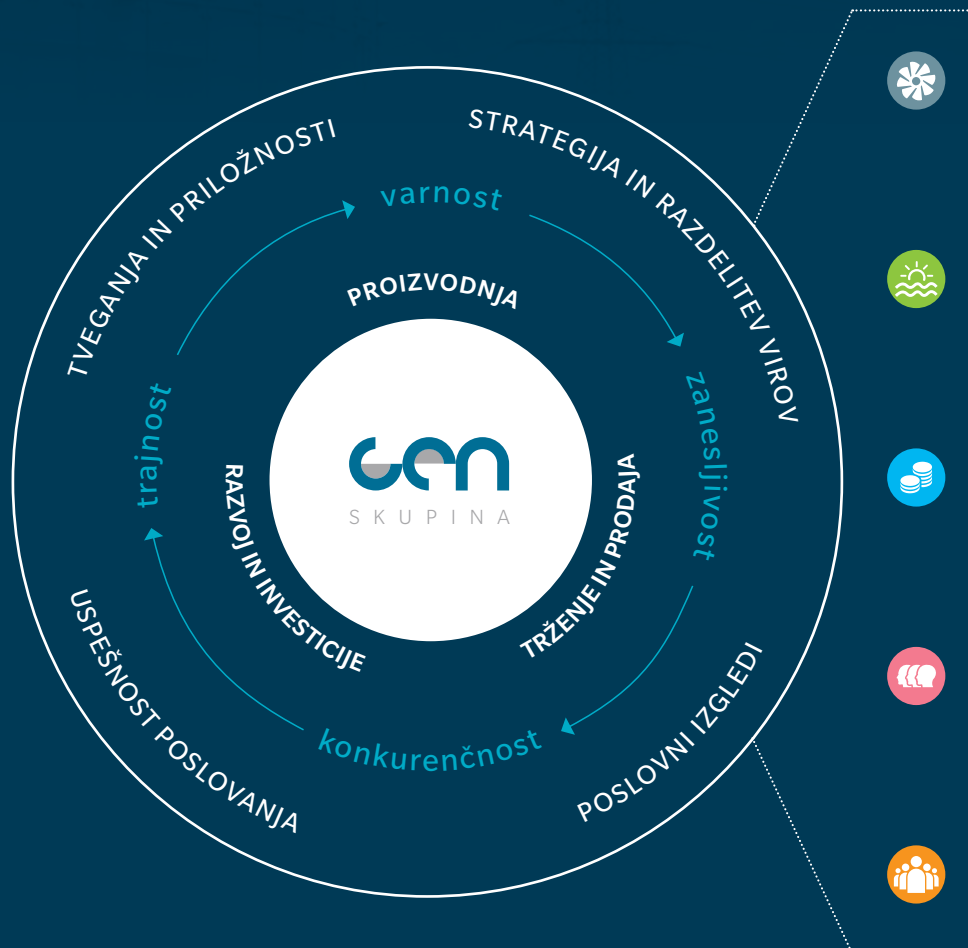 TVEGANJA IN PRILOŽNOSTI
STRATEGIJA IN RAZDELITEV VIROV
varnost
PROIZVODNJA
trajnost
zanesljivost
gen
SKUPINA
RAZVOJ IN INVESTICIJE
TRŽENJE IN PRODAJA
konkurenčnost
USPEŠNOST POSLOVANJA
POSLOVNI IZGLEDI